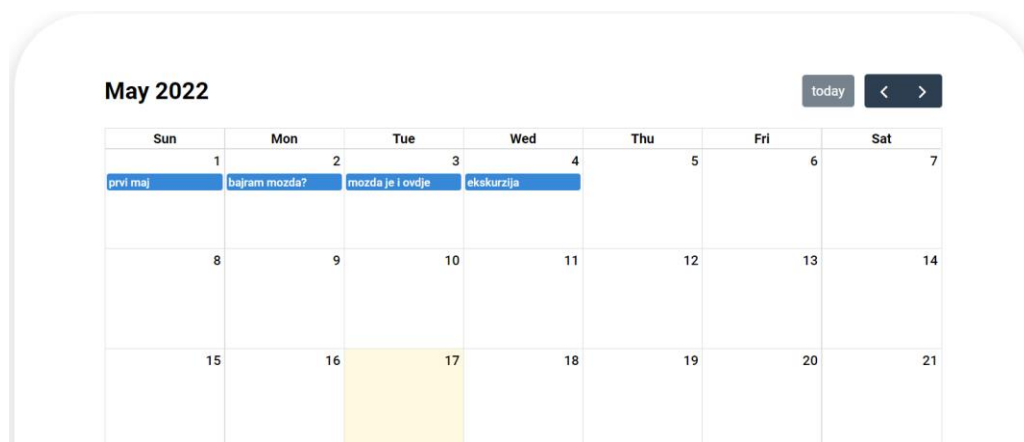 May 2022
today
Sun Mon Tue Wed Thu Fri Sat
1 2 3 4 5 6 7
prvi maj bajram mozda? mozda je i ovdje ekskurzija
8 9 10 11 12 13 14
15 16 17 18 19 20 21